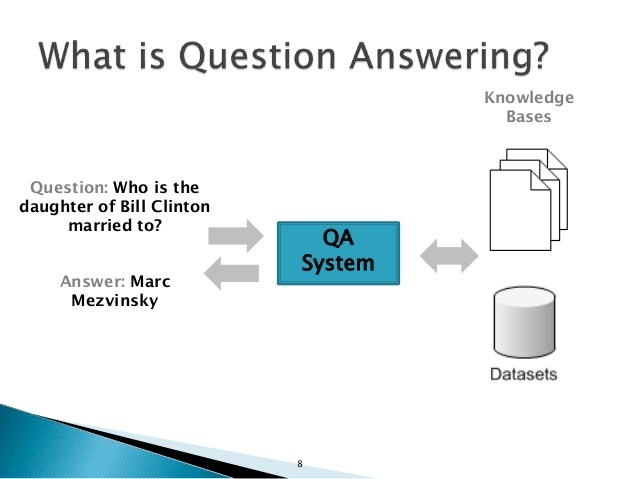 What is Question Answering?
Knowledge
Bases
Question: Who is the
daughter of Bill Clinton
married to?
QA
System
Answer: Marc
Mezvinsky
Datasets
8